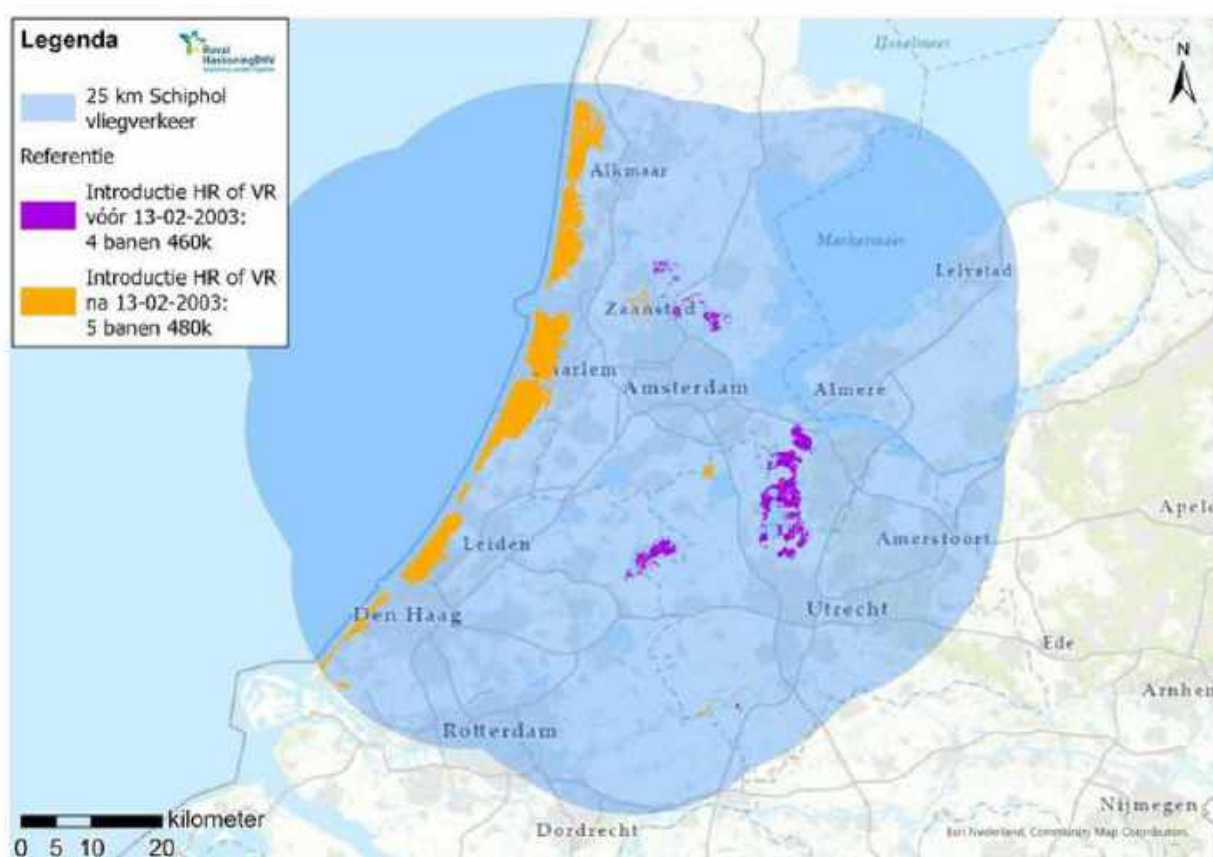 Legenda
Royal
HaskoningDHV
25 km Schiphol
vliegverkeer
Referentie
Introductie HR of VR
vóór 13-02-2003:
4 banen 460k
Introductie HR of VR
na 13-02-2003:
5 banen 480k
N
IJsselmeer
Alkmaar
Markermeer
Lelystad
Zaanstad
aarlem
Amsterdam
Almere
Apel
Leiden
Amersfoort
Den Haag
Utrecht
Ede
Arnhem
Rotterdam
Nijmegen
Dordrecht
kilometer
0 5 10 20
Esri Nederland, Community Map Contributors